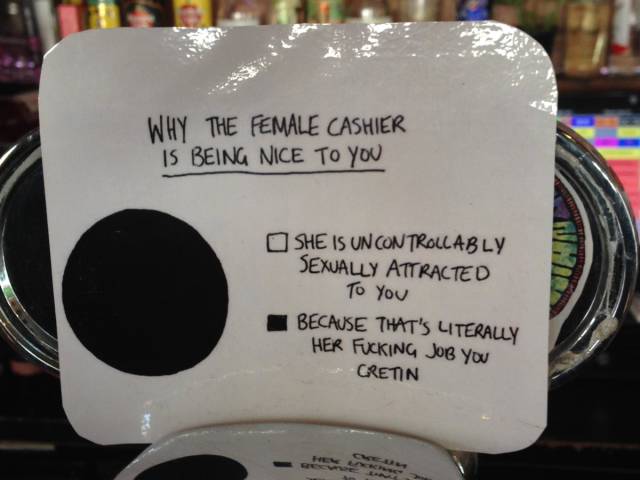 WHY THE FEMALE CASHIER
IS BEING NICE TO YOU
SHE IS UNCONTROLLABLY
SEXUALLY ATTRACTED
TO YOU
BECAUSE THAT'S LITERALLY
HER FUCKING JOB YOU
CRETIN